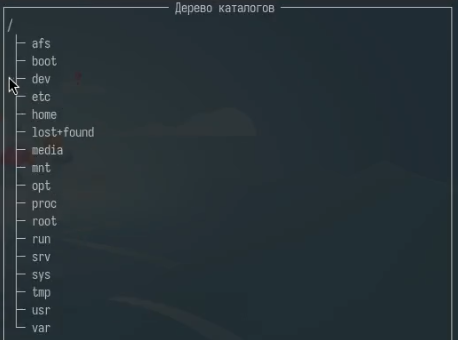 Дерево каталогов
/
afs
boot
dev
etc
home
lost+found
media
mnt
opt
proc
root
run
srv
sys
tmp
usr
var